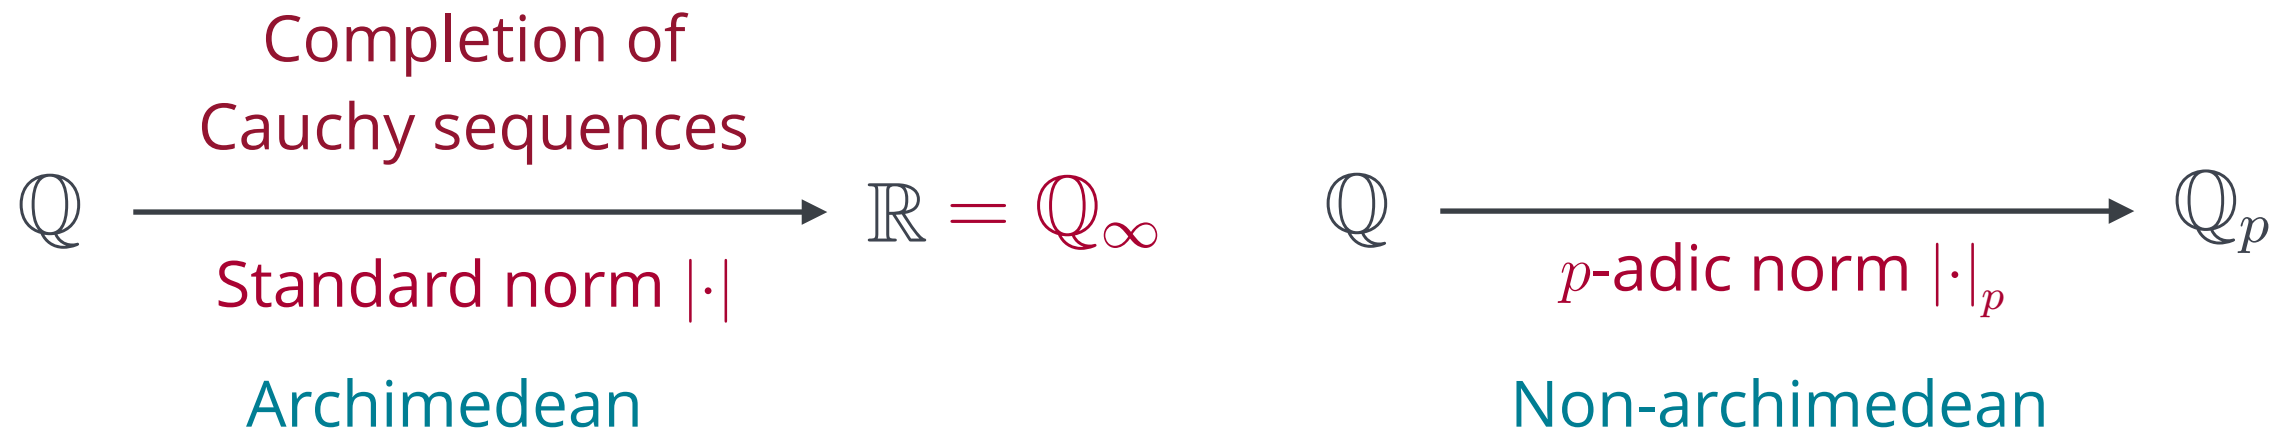 Completion of
Cauchy sequences
ℚ ℝ = ℚ∞
Standard norm |·|
Archimedean
ℚ ℚₚ
p-adic norm |·|ₚ
Non-archimedean